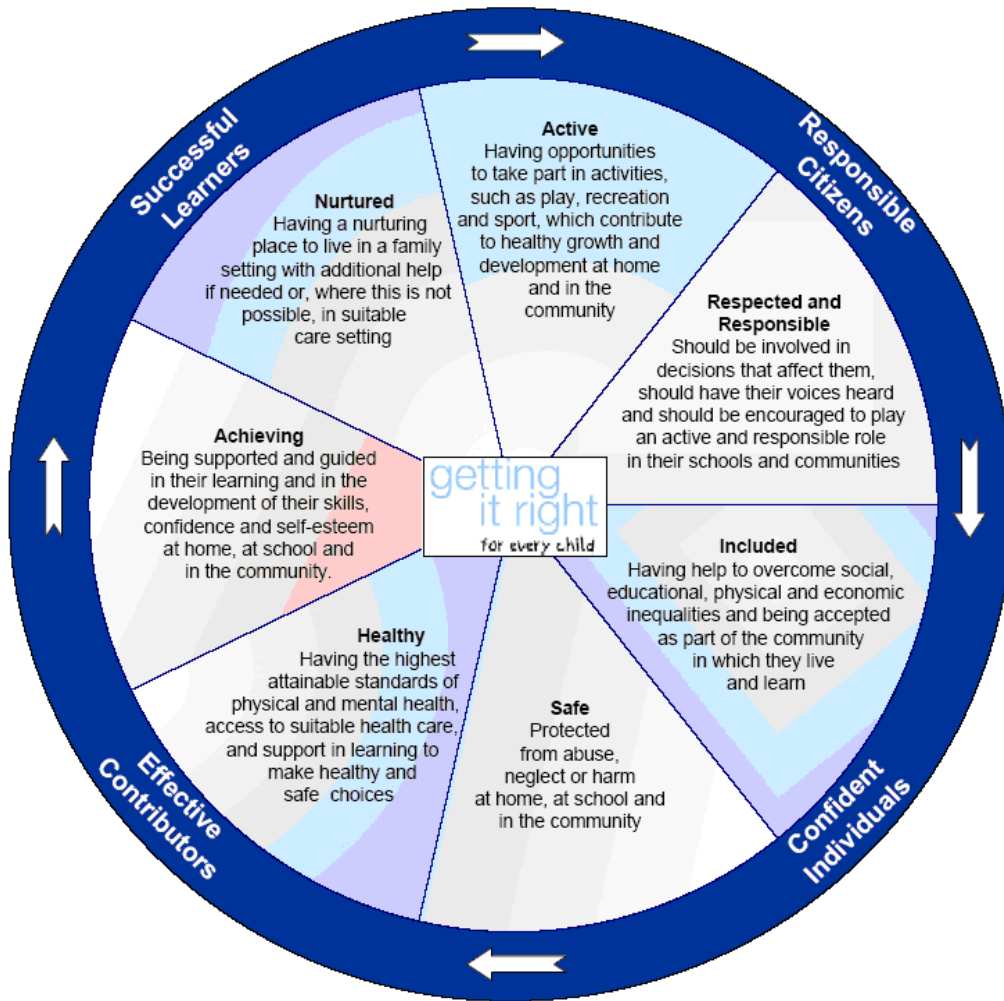 Successful
Learners
Responsible
Citizens
Active
Having opportunities
to take part in activities,
such as play, recreation
and sport, which contribute
to healthy growth and
development at home
and in the
community
Nurtured
Having a nurturing
place to live in a family
setting with additional help
if needed or, where this is not
possible, in suitable
care setting
Respected and
Responsible
Should be involved in
decisions that affect them,
should have their voices heard
and should be encouraged to play
an active and responsible role
in their schools and communities
Achieving
Being supported and guided
in their learning and in the
development of their skills,
confidence and self-esteem
at home, at school and
in the community.
getting
it right
for every child
Included
Having help to overcome social,
educational, physical and economic
inequalities and being accepted
as part of the community
in which they live
and learn
Healthy
Having the highest
attainable standards of
physical and mental health,
access to suitable health care,
and support in learning to
make healthy and
safe choices
Safe
Protected
from abuse,
neglect or harm
at home, at school and
in the community
Effective
Contributors
Confident
Individuals